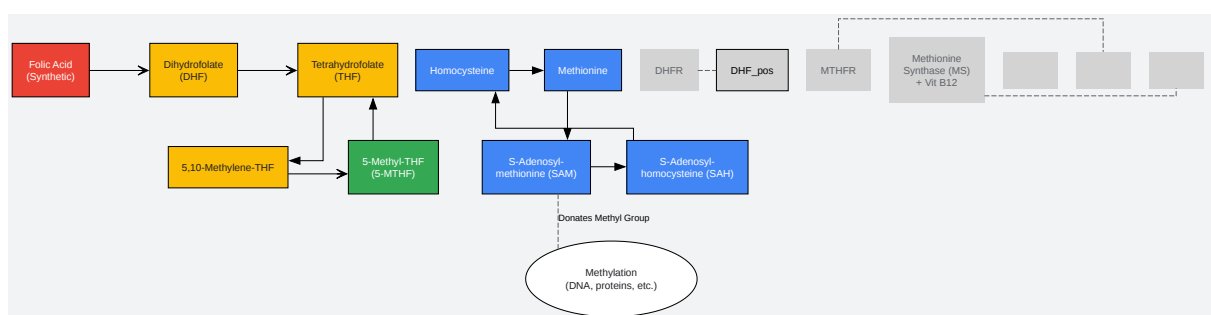 Folic Acid
(Synthetic)
Dihydrofolate
(DHF)
Tetrahydrofolate
(THF)
Homocysteine
Methionine
DHFR
DHF_pos
MTHFR
Methionine
Synthase (MS)
+ Vit B12
5,10-Methylene-THF
5-Methyl-THF
(5-MTHF)
S-Adenosyl-
methionine (SAM)
S-Adenosyl-
homocysteine (SAH)
Donates Methyl Group
Methylation
(DNA, proteins, etc.)